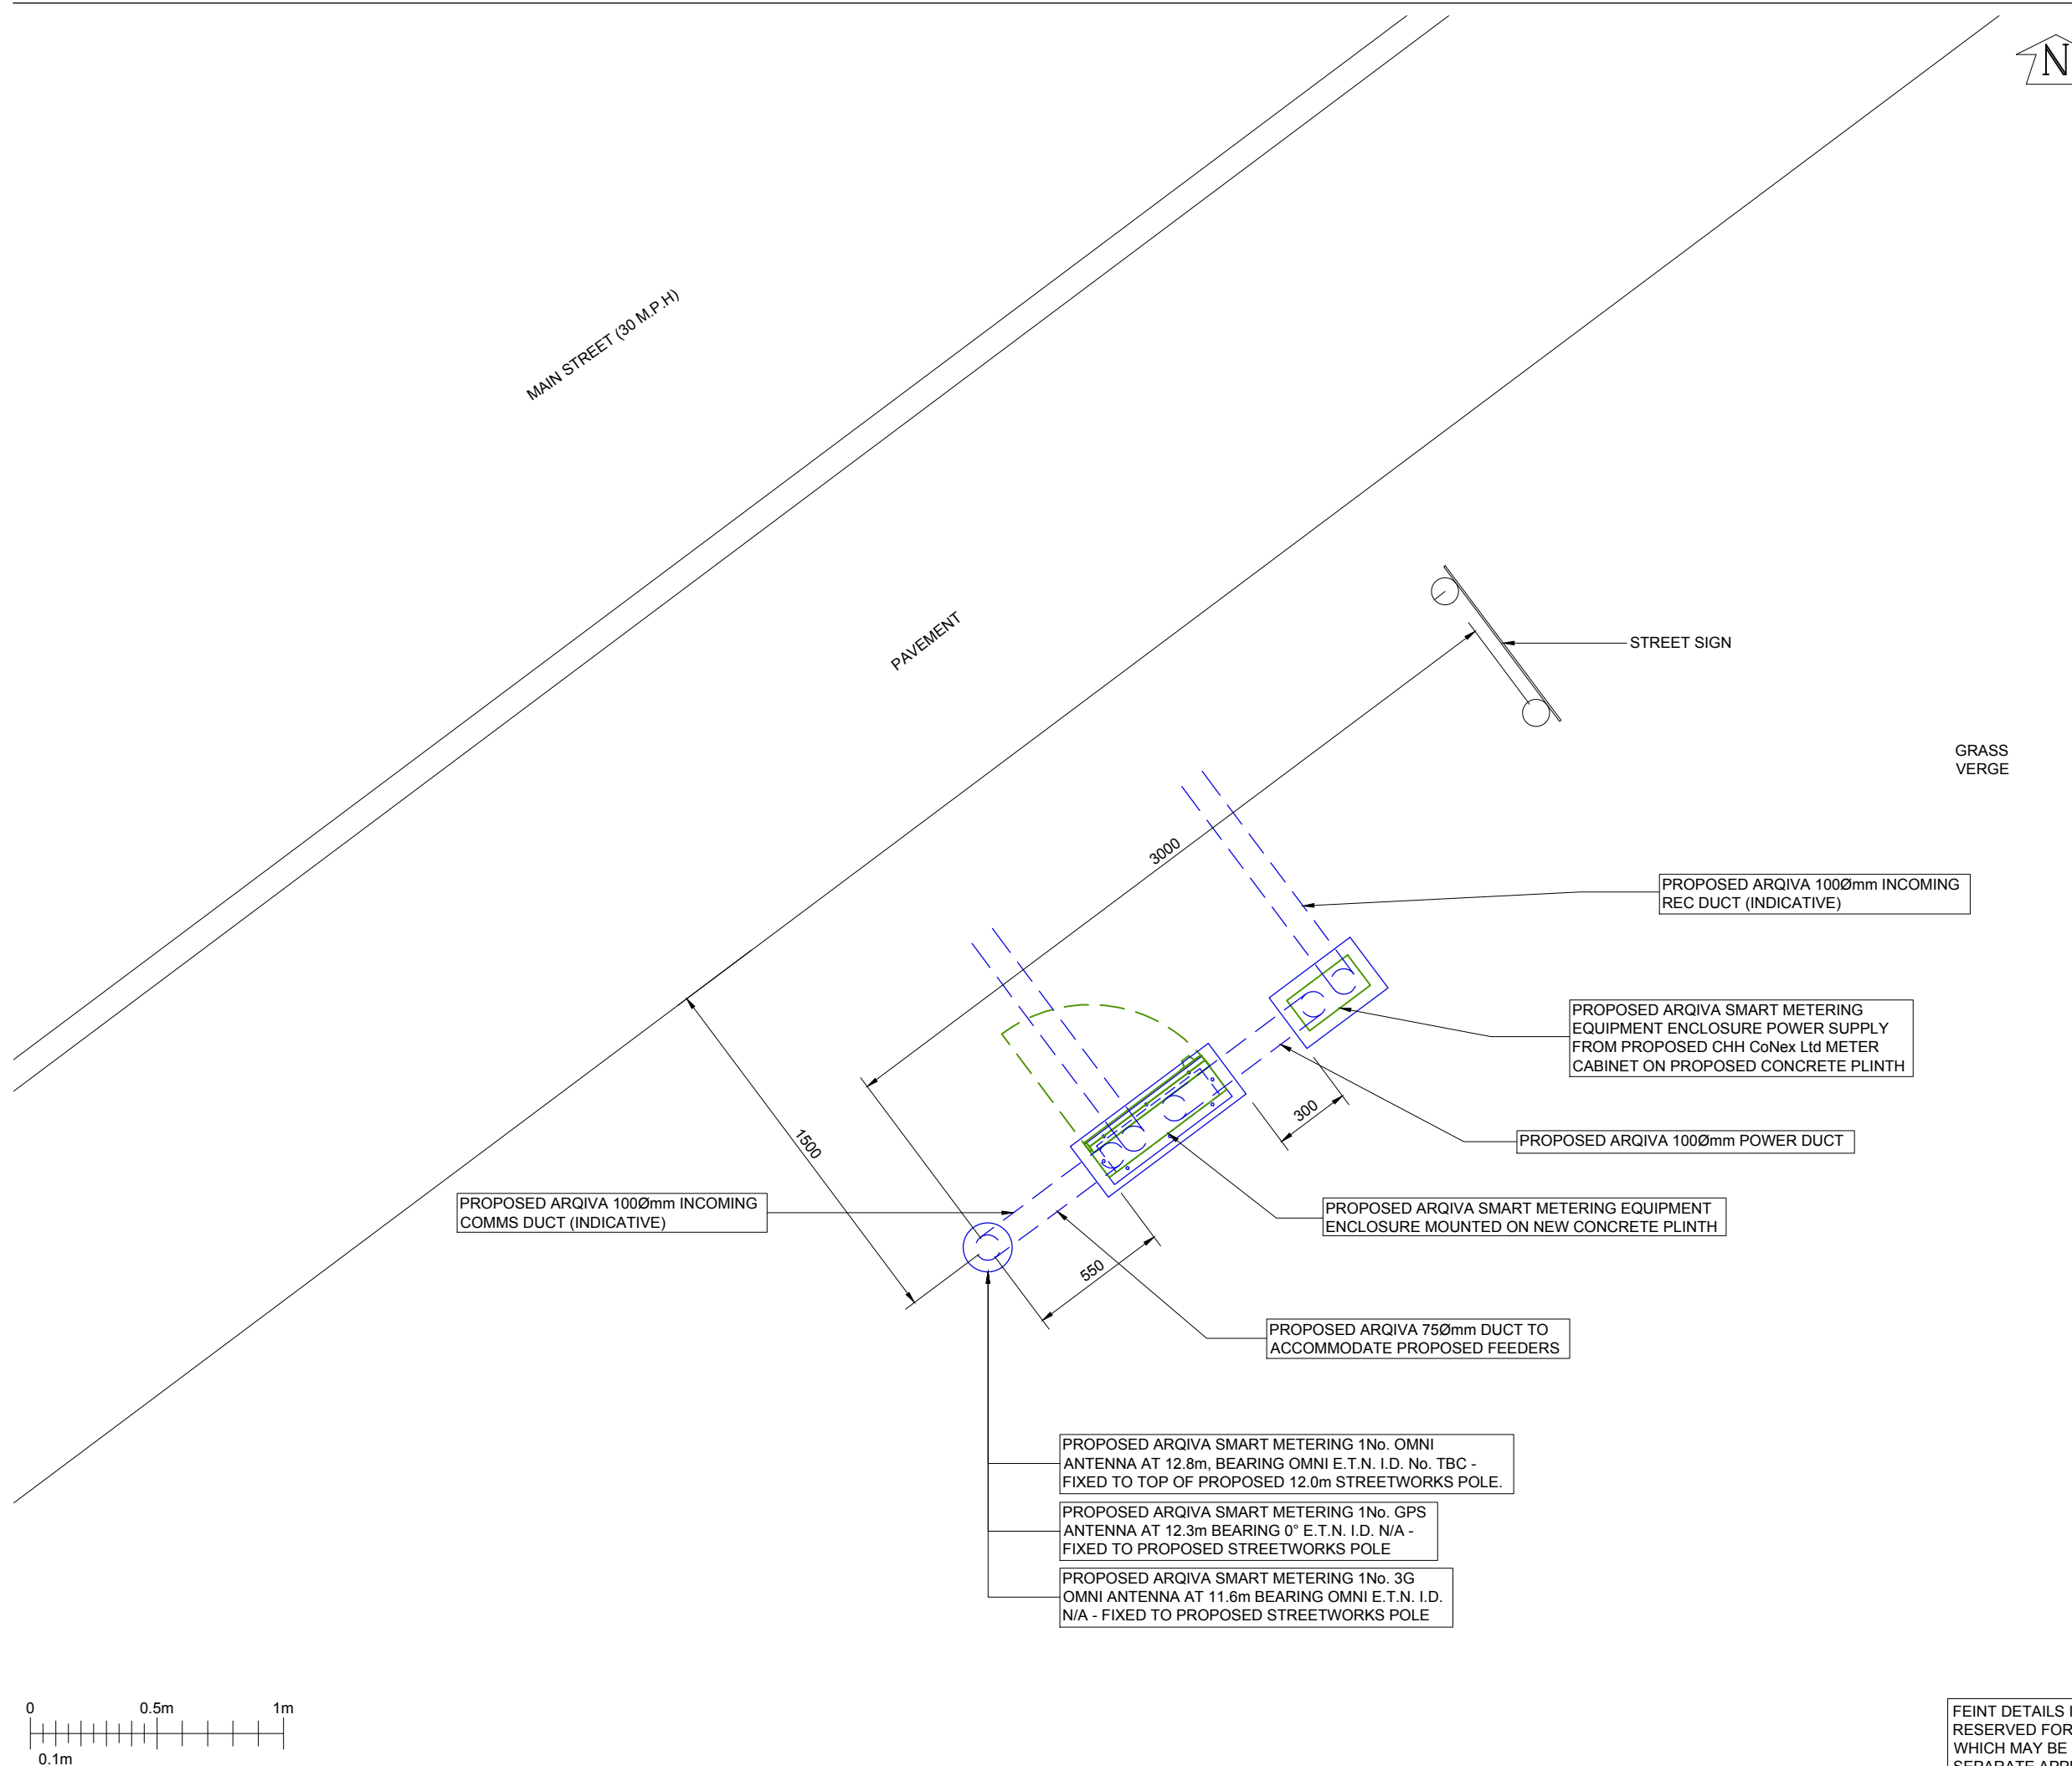 N
MAIN STREET (30 M.P.H)
PAVEMENT
STREET SIGN
GRASS
VERGE
3000
PROPOSED ARQIVA 100Ømm INCOMING
REC DUCT (INDICATIVE)
PROPOSED ARQIVA SMART METERING
EQUIPMENT ENCLOSURE POWER SUPPLY
FROM PROPOSED CHH CoNex Ltd METER
CABINET ON PROPOSED CONCRETE PLINTH
300
1500
PROPOSED ARQIVA 100Ømm POWER DUCT
PROPOSED ARQIVA 100Ømm INCOMING
COMMS DUCT (INDICATIVE)
PROPOSED ARQIVA SMART METERING EQUIPMENT
ENCLOSURE MOUNTED ON NEW CONCRETE PLINTH
550
PROPOSED ARQIVA 75Ømm DUCT TO
ACCOMMODATE PROPOSED FEEDERS
PROPOSED ARQIVA SMART METERING 1No. OMNI
ANTENNA AT 12.8m, BEARING OMNI E.T.N. I.D. No. TBC -
FIXED TO TOP OF PROPOSED 12.0m STREETWORKS POLE.
PROPOSED ARQIVA SMART METERING 1No. GPS
ANTENNA AT 12.3m BEARING 0° E.T.N. I.D. N/A -
FIXED TO PROPOSED STREETWORKS POLE
PROPOSED ARQIVA SMART METERING 1No. 3G
OMNI ANTENNA AT 11.6m BEARING OMNI E.T.N. I.D.
N/A - FIXED TO PROPOSED STREETWORKS POLE
0 0.5m 1m
0.1m
FEINT DETAILS
RESERVED FOR
WHICH MAY BE
SEPARATE